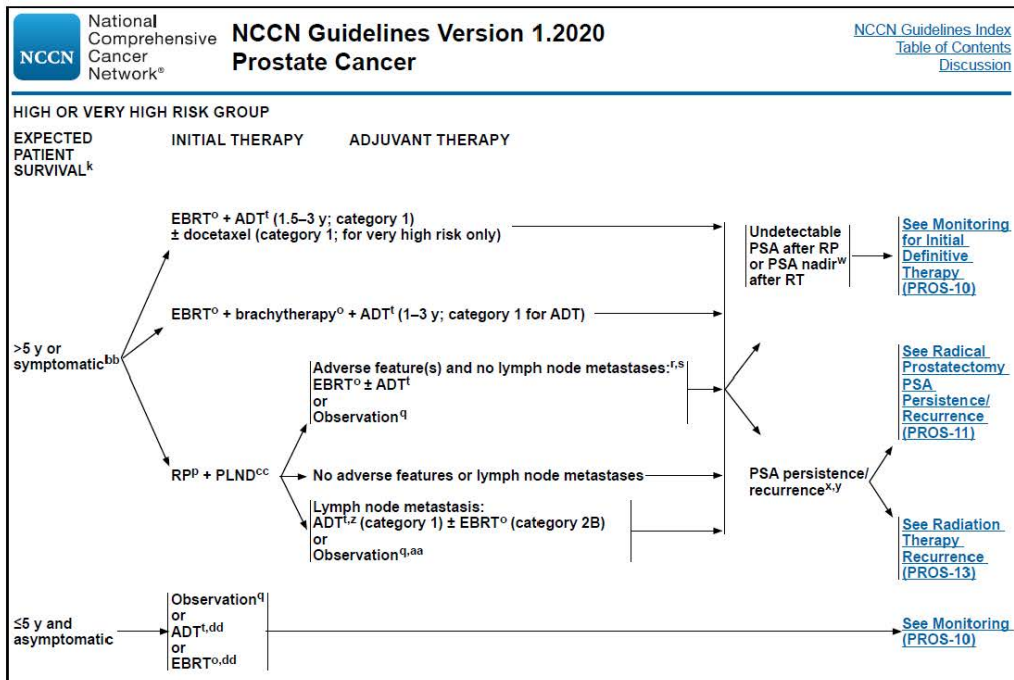 NCCN
National
Comprehensive
Cancer
Network®
NCCN Guidelines Version 1.2020
Prostate Cancer
NCCN Guidelines Index
Table of Contents
Discussion
HIGH OR VERY HIGH RISK GROUP
EXPECTED
PATIENT
SURVIVALk
INITIAL THERAPY
ADJUVANT THERAPY
>5 y or
symptomaticbb
EBRTo + ADTt (1.5–3 y; category 1)
± docetaxel (category 1; for very high risk only)
EBRTo + brachytherapyo + ADTt (1–3 y; category 1 for ADT)
RPp + PLNDcc
Adverse feature(s) and no lymph node metastases:r,s
EBRTo ± ADTt
or
Observationq
No adverse features or lymph node metastases
Lymph node metastasis:
ADTt,z (category 1) ± EBRTo (category 2B)
or
Observationq,aa
Undetectable
PSA after RP
or PSA nadirw
after RT
See Monitoring
for Initial
Definitive
Therapy
(PROS-10)
PSA persistence/
recurrencex,y
See Radical
Prostatectomy
PSA
Persistence/
Recurrence
(PROS-11)
See Radiation
Therapy
Recurrence
(PROS-13)
≤5 y and
asymptomatic
Observationq
or
ADTt,dd
or
EBRTo,dd
See Monitoring
(PROS-10)